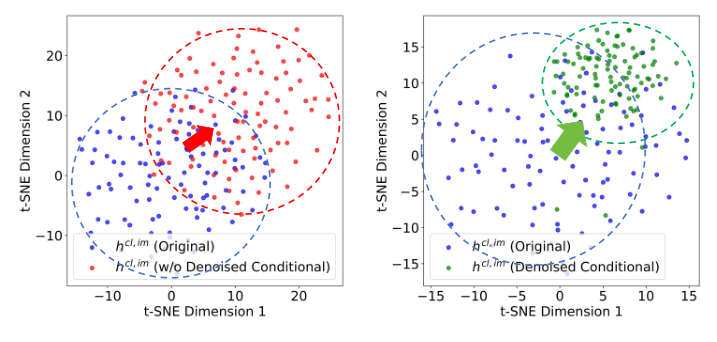 t-SNE Dimension 2
20
10
0
−10
h^{cl,im} (Original)
h^{cl,im} (w/o Denoised Conditional)
−10 0 10 20
t-SNE Dimension 1
t-SNE Dimension 2
15
10
5
0
−5
−10
−15
h^{cl,im} (Original)
h^{cl,im} (Denoised Conditional)
−15 −10 −5 0 5 10 15
t-SNE Dimension 1